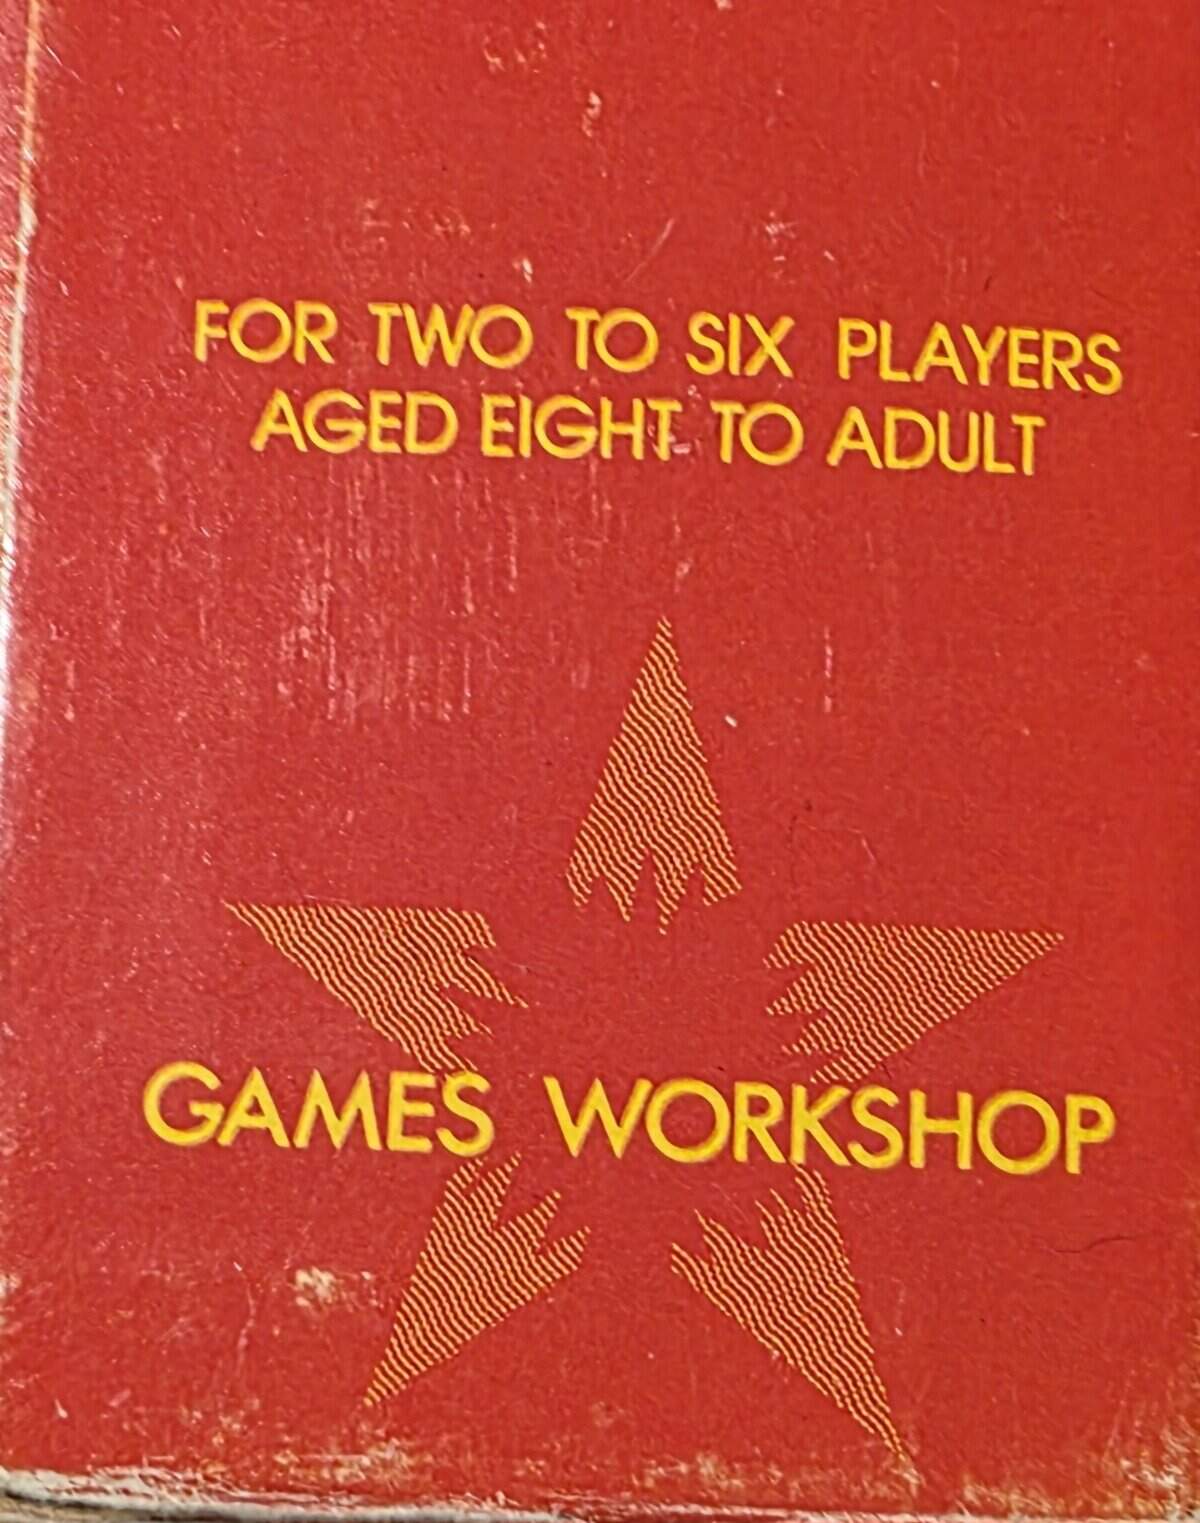 FOR TWO TO SIX PLAYERS
AGED EIGHT TO ADULT
GAMES WORKSHOP